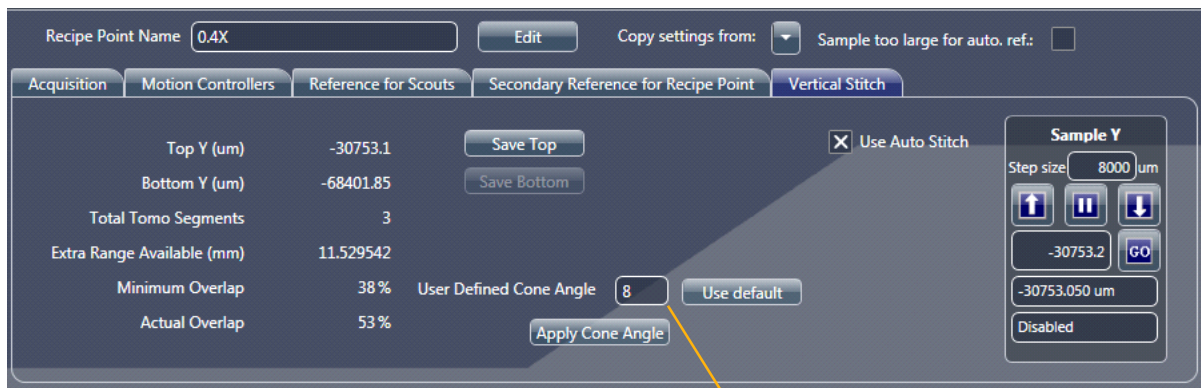 Recipe Point Name 0.4X Edit Copy settings from: Sample too large for auto. ref.:
Acquisition Motion Controllers Reference for Scouts Secondary Reference for Recipe Point Vertical Stitch
Top Y (um) -30753.1 Save Top Use Auto Stitch
Bottom Y (um) -68401.85 Save Bottom
Total Tomo Segments 3
Extra Range Available (mm) 11.529542
Minimum Overlap 38 % User Defined Cone Angle 8 Use default
Actual Overlap 53 % Apply Cone Angle
Sample Y
Step size 8000 um
-30753.2 GO
-30753.050 um
Disabled